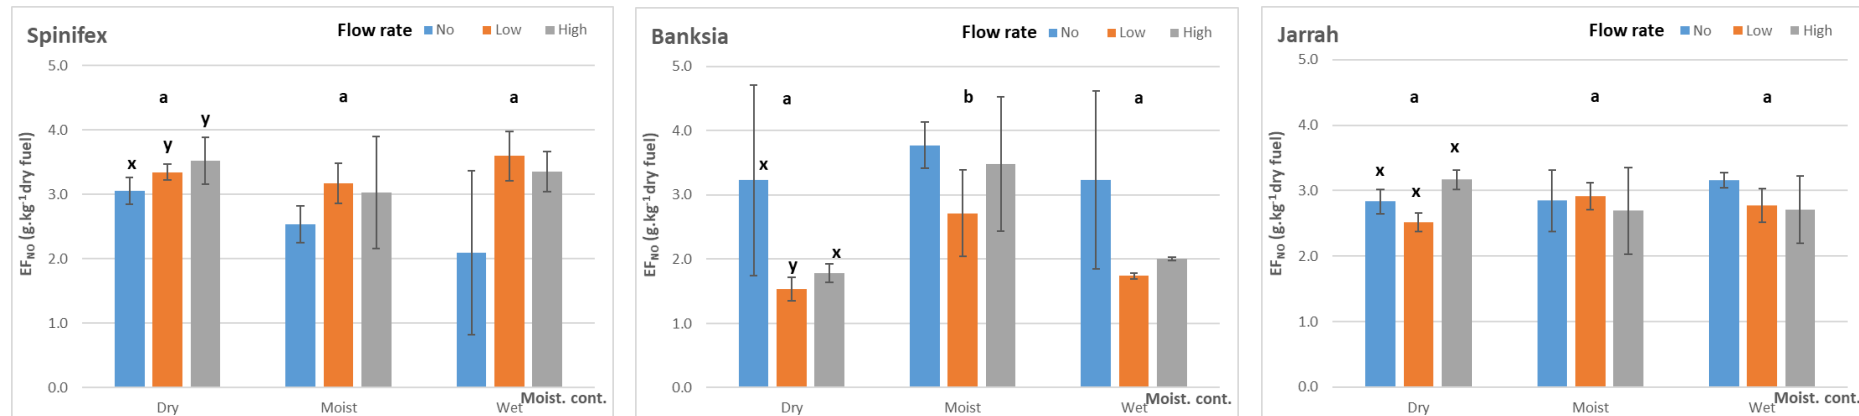 Spinifex
Flow rate No Low High
5.0
4.0
3.0
2.0
1.0
0.0
EF_NO (g.kg⁻¹dry fuel)
a a a
x y y
Dry Moist Wet
Moist. cont.
Banksia
Flow rate No Low High
5.0
4.0
3.0
2.0
1.0
0.0
EF_NO (g.kg⁻¹dry fuel)
a b a
x y x
Dry Moist Wet
Moist. cont.
Jarrah
Flow rate No Low High
5.0
4.0
3.0
2.0
1.0
0.0
EF_NO (g.kg⁻¹dry fuel)
a a a
x x x
Dry Moist Wet
Moist. cont.